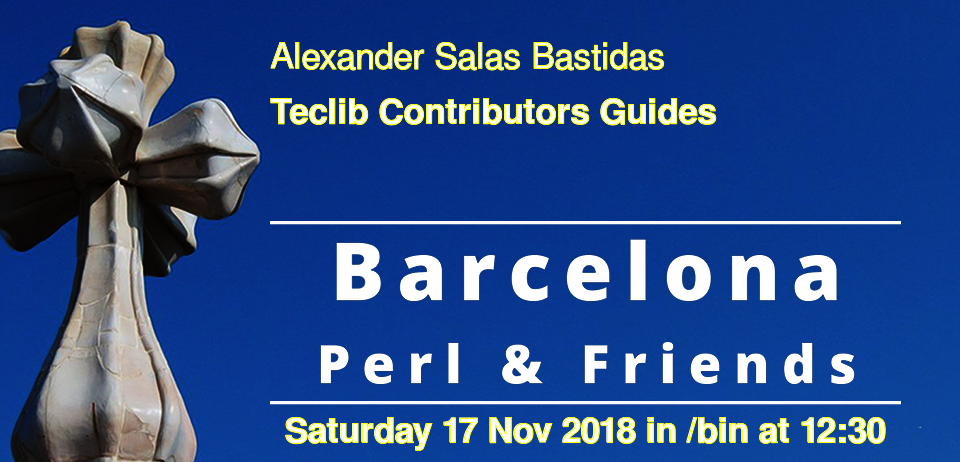 Alexander Salas Bastidas
Teclib Contributors Guides
Barcelona
Perl & Friends
Saturday 17 Nov 2018 in /bin at 12:30